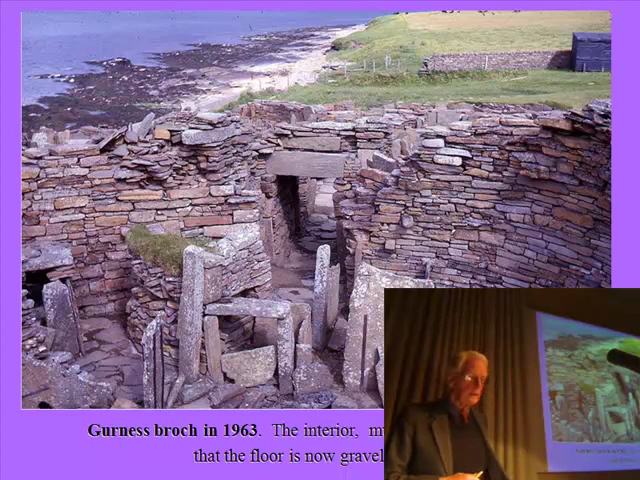 Gurness broch in 1963. The interior,
that the floor is now gravel